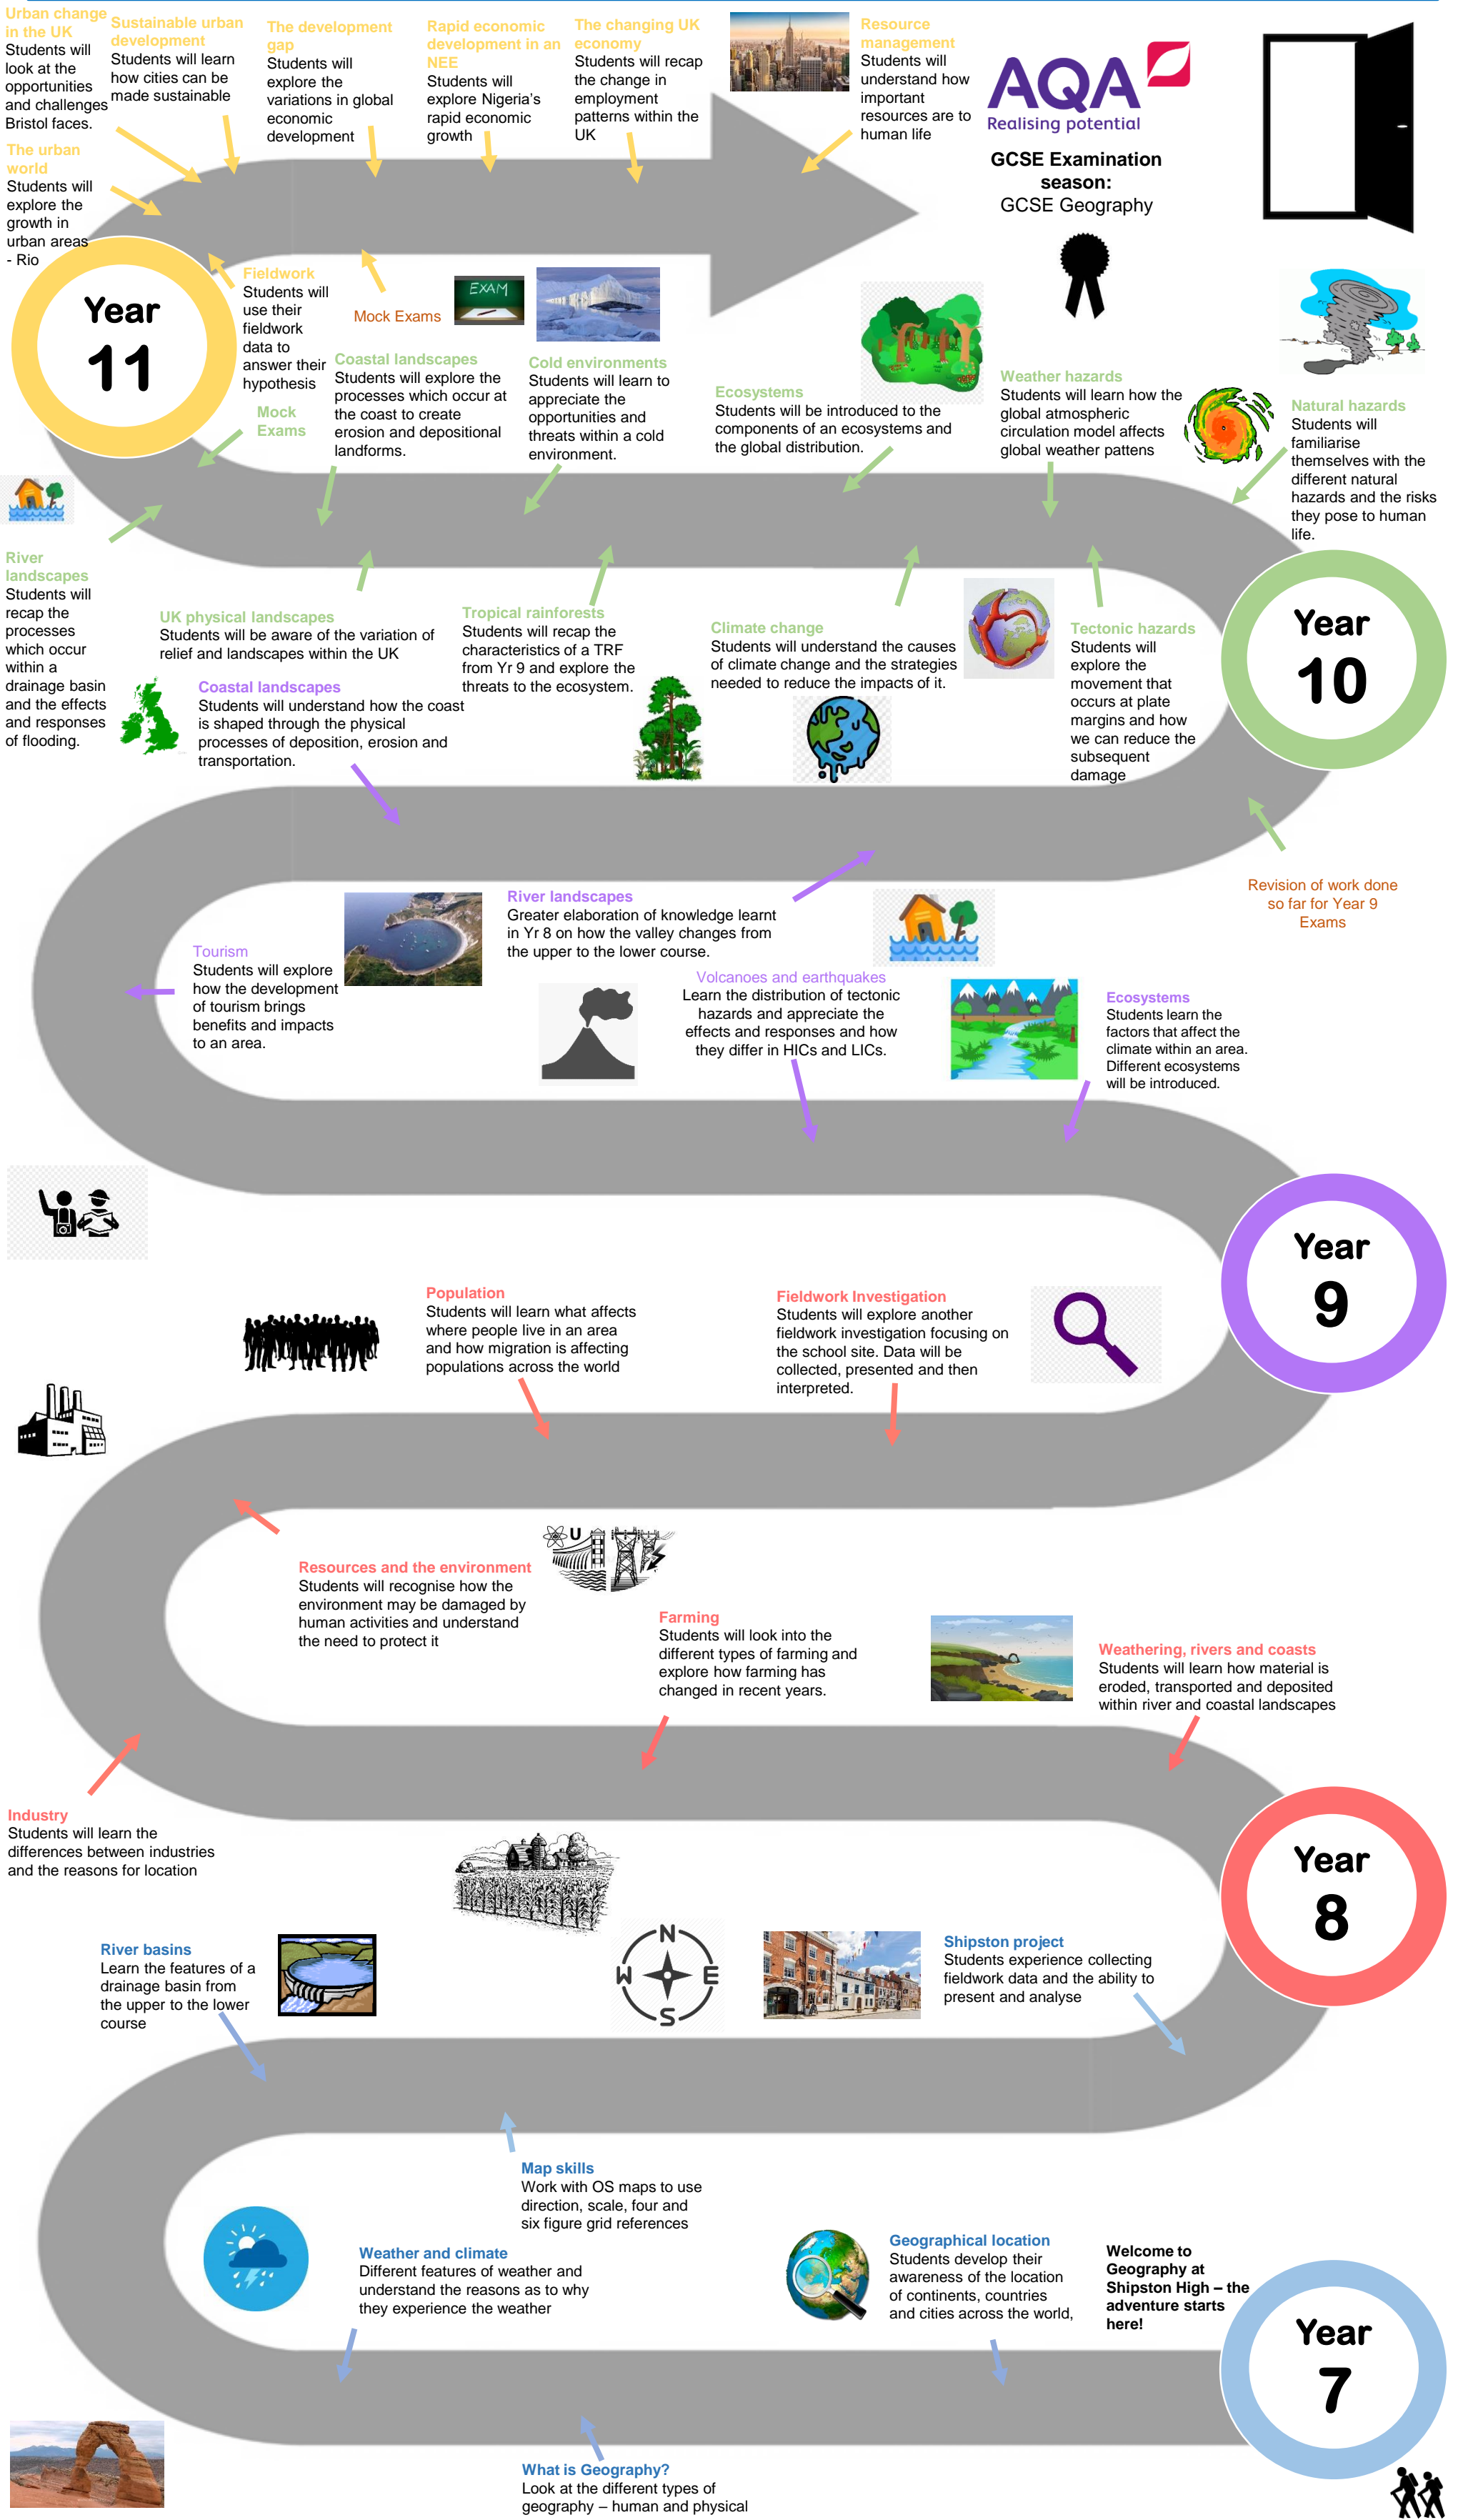 Urban change
in the UK
Students will
look at the
opportunities
and challenges
Bristol faces.
Sustainable urban
development
Students will learn
how cities can be
made sustainable
The development
gap
Students will
explore the
variations in global
economic
development
Rapid economic
development in an
NEE
Students will
explore Nigeria's
rapid economic
growth
The changing UK
economy
Students will recap
the change in
employment
patterns within the
UK
Resource
management
Students will
understand how
important
resources are to
human life
AQA
Realising potential
GCSE Examination
season:
GCSE Geography
The urban
world
Students will
explore the
growth in
urban areas
- Rio
Year
11
Fieldwork
Students will
use their
fieldwork
data to
answer their
hypothesis
Mock Exams
EXAM
Mock
Exams
Coastal landscapes
Students will explore the
processes which occur at
the coast to create
erosion and depositional
landforms.
Cold environments
Students will learn to
appreciate the
opportunities and
threats within a cold
environment.
Ecosystems
Students will be introduced to the
components of an ecosystems and
the global distribution.
Weather hazards
Students will learn how the
global atmospheric
circulation model affects
global weather pattens
Natural hazards
Students will
familiarise
themselves with the
different natural
hazards and the risks
they pose to human
life.
River
landscapes
Students will
recap the
processes
which occur
within a
drainage basin
and the effects
and responses
of flooding.
UK physical landscapes
Students will be aware of the variation of
relief and landscapes within the UK
Tropical rainforests
Students will recap the
characteristics of a TRF
from Yr 9 and explore the
threats to the ecosystem.
Climate change
Students will understand the causes
of climate change and the strategies
needed to reduce the impacts of it.
Tectonic hazards
Students will
explore the
movement that
occurs at plate
margins and how
we can reduce the
subsequent
damage
Year
10
Coastal landscapes
Students will understand how the coast
is shaped through the physical
processes of deposition, erosion and
transportation.
Revision of work done
so far for Year 9
Exams
River landscapes
Greater elaboration of knowledge learnt
in Yr 8 on how the valley changes from
the upper to the lower course.
Tourism
Students will explore
how the development
of tourism brings
benefits and impacts
to an area.
Volcanoes and earthquakes
Learn the distribution of tectonic
hazards and appreciate the
effects and responses and how
they differ in HICs and LICs.
Ecosystems
Students learn the
factors that affect the
climate within an area.
Different ecosystems
will be introduced.
Year
9
Population
Students will learn what affects
where people live in an area
and how migration is affecting
populations across the world
Fieldwork Investigation
Students will explore another
fieldwork investigation focusing on
the school site. Data will be
collected, presented and then
interpreted.
U
Resources and the environment
Students will recognise how the
environment may be damaged by
human activities and understand
the need to protect it
Farming
Students will look into the
different types of farming and
explore how farming has
changed in recent years.
Weathering, rivers and coasts
Students will learn how material is
eroded, transported and deposited
within river and coastal landscapes
Industry
Students will learn the
differences between industries
and the reasons for location
Year
8
River basins
Learn the features of a
drainage basin from
the upper to the lower
course
N
W E
S
Shipston project
Students experience collecting
fieldwork data and the ability to
present and analyse
Map skills
Work with OS maps to use
direction, scale, four and
six figure grid references
Weather and climate
Different features of weather and
understand the reasons as to why
they experience the weather
Geographical location
Students develop their
awareness of the location
of continents, countries
and cities across the world,
Welcome to
Geography at
Shipston High – the
adventure starts
here!
Year
7
What is Geography?
Look at the different types of
geography – human and physical